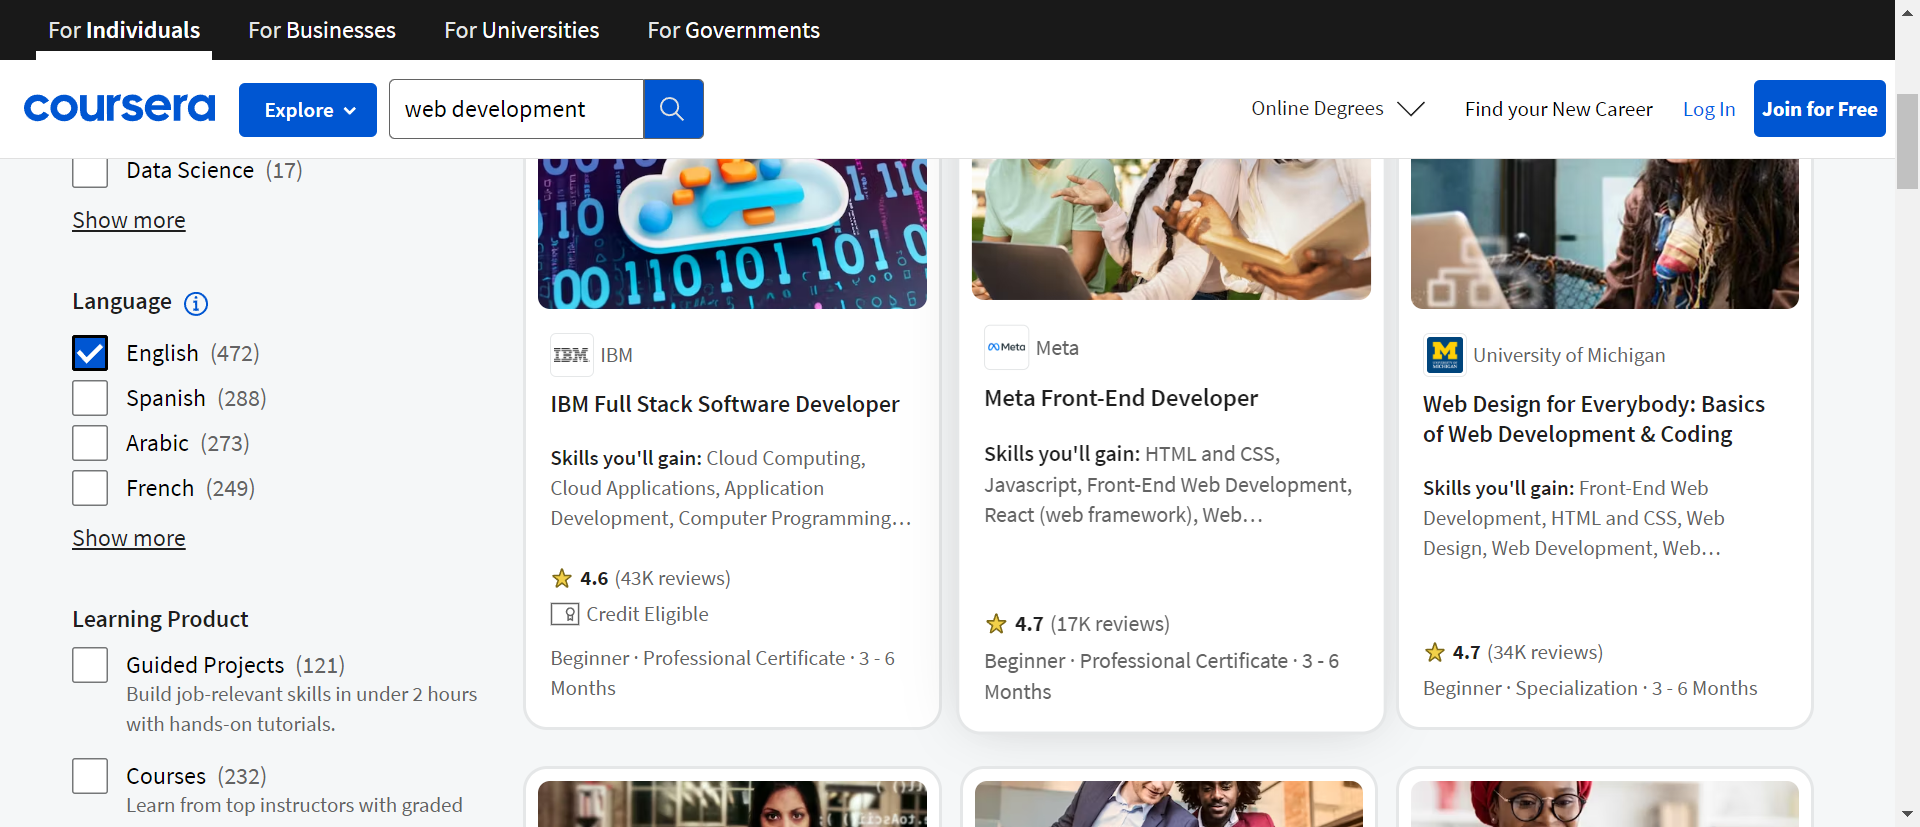 For Individuals
For Businesses
For Universities
For Governments
coursera
Explore
web development
Online Degrees
Find your New Career
Log In
Join for Free
Data Science (17)
Show more
Language
English (472)
Spanish (288)
Arabic (273)
French (249)
Show more
Learning Product
Guided Projects (121)
Build job-relevant skills in under 2 hours
with hands-on tutorials.
Courses (232)
Learn from top instructors with graded
IBM
IBM
IBM Full Stack Software Developer
Skills you'll gain: Cloud Computing,
Cloud Applications, Application
Development, Computer Programming…
4.6 (43K reviews)
Credit Eligible
Beginner · Professional Certificate · 3 - 6
Months
Meta
Meta
Meta Front-End Developer
Skills you'll gain: HTML and CSS,
Javascript, Front-End Web Development,
React (web framework), Web…
4.7 (17K reviews)
Beginner · Professional Certificate · 3 - 6
Months
M
University of Michigan
Web Design for Everybody: Basics
of Web Development & Coding
Skills you'll gain: Front-End Web
Development, HTML and CSS, Web
Design, Web Development, Web…
4.7 (34K reviews)
Beginner · Specialization · 3 - 6 Months